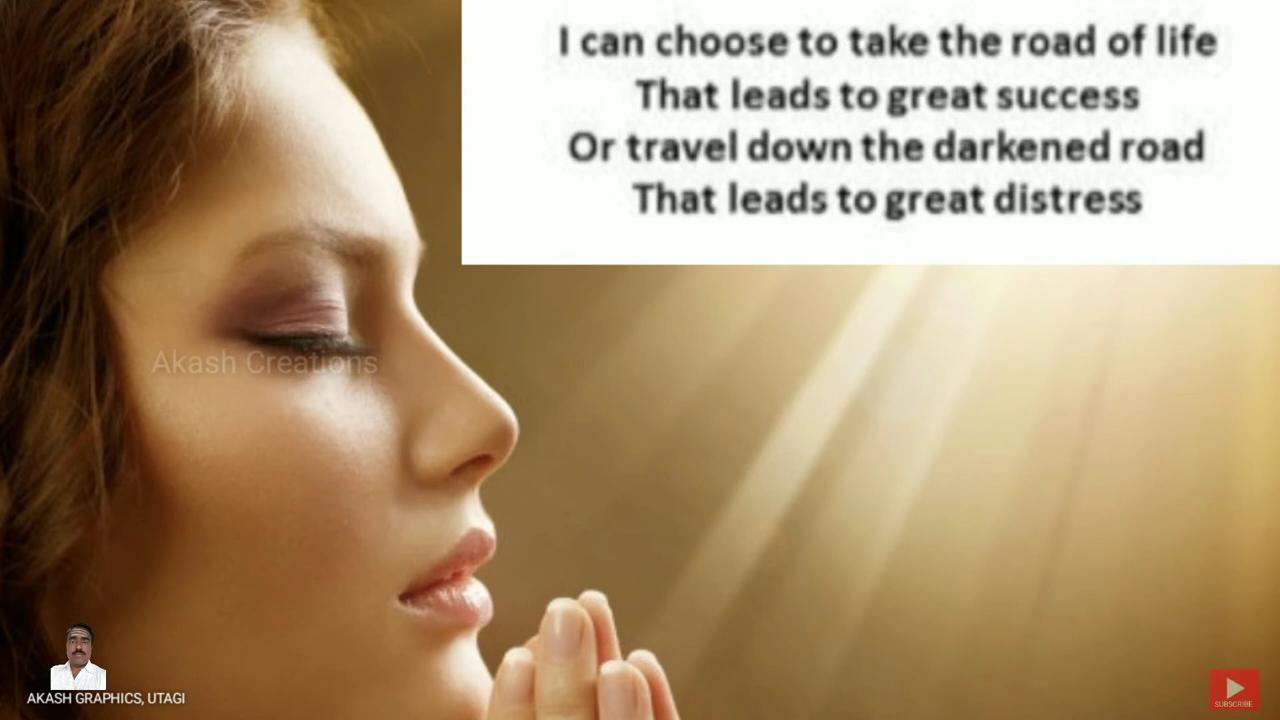 I can choose to take the road of life
That leads to great success
Or travel down the darkened road
That leads to great distress
Akash Creations
AKASH GRAPHICS, UTAGI
SUBSCRIBE